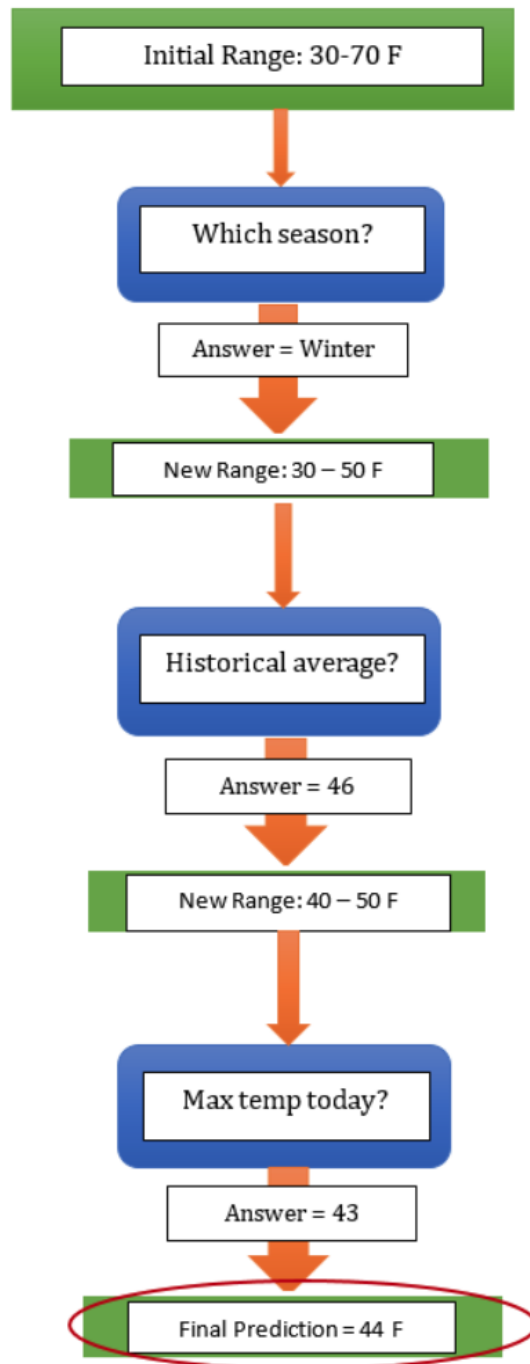 Initial Range: 30-70 F
Which season?
Answer = Winter
New Range: 30 – 50 F
Historical average?
Answer = 46
New Range: 40 – 50 F
Max temp today?
Answer = 43
Final Prediction = 44 F